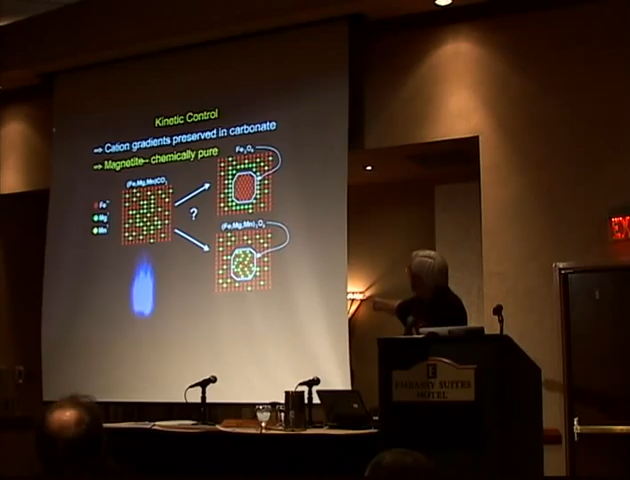 Kinetic Control
⇒ Cation gradients preserved in carbonate
⇒ Magnetite– chemically pure
Fe₃O₄
(Fe,Mg,Mn)CO₃
Fe
Mg
Mn
?
(Fe,Mg,Mn)₃O₄
E
EMBASSY SUITES
HOTEL
EX